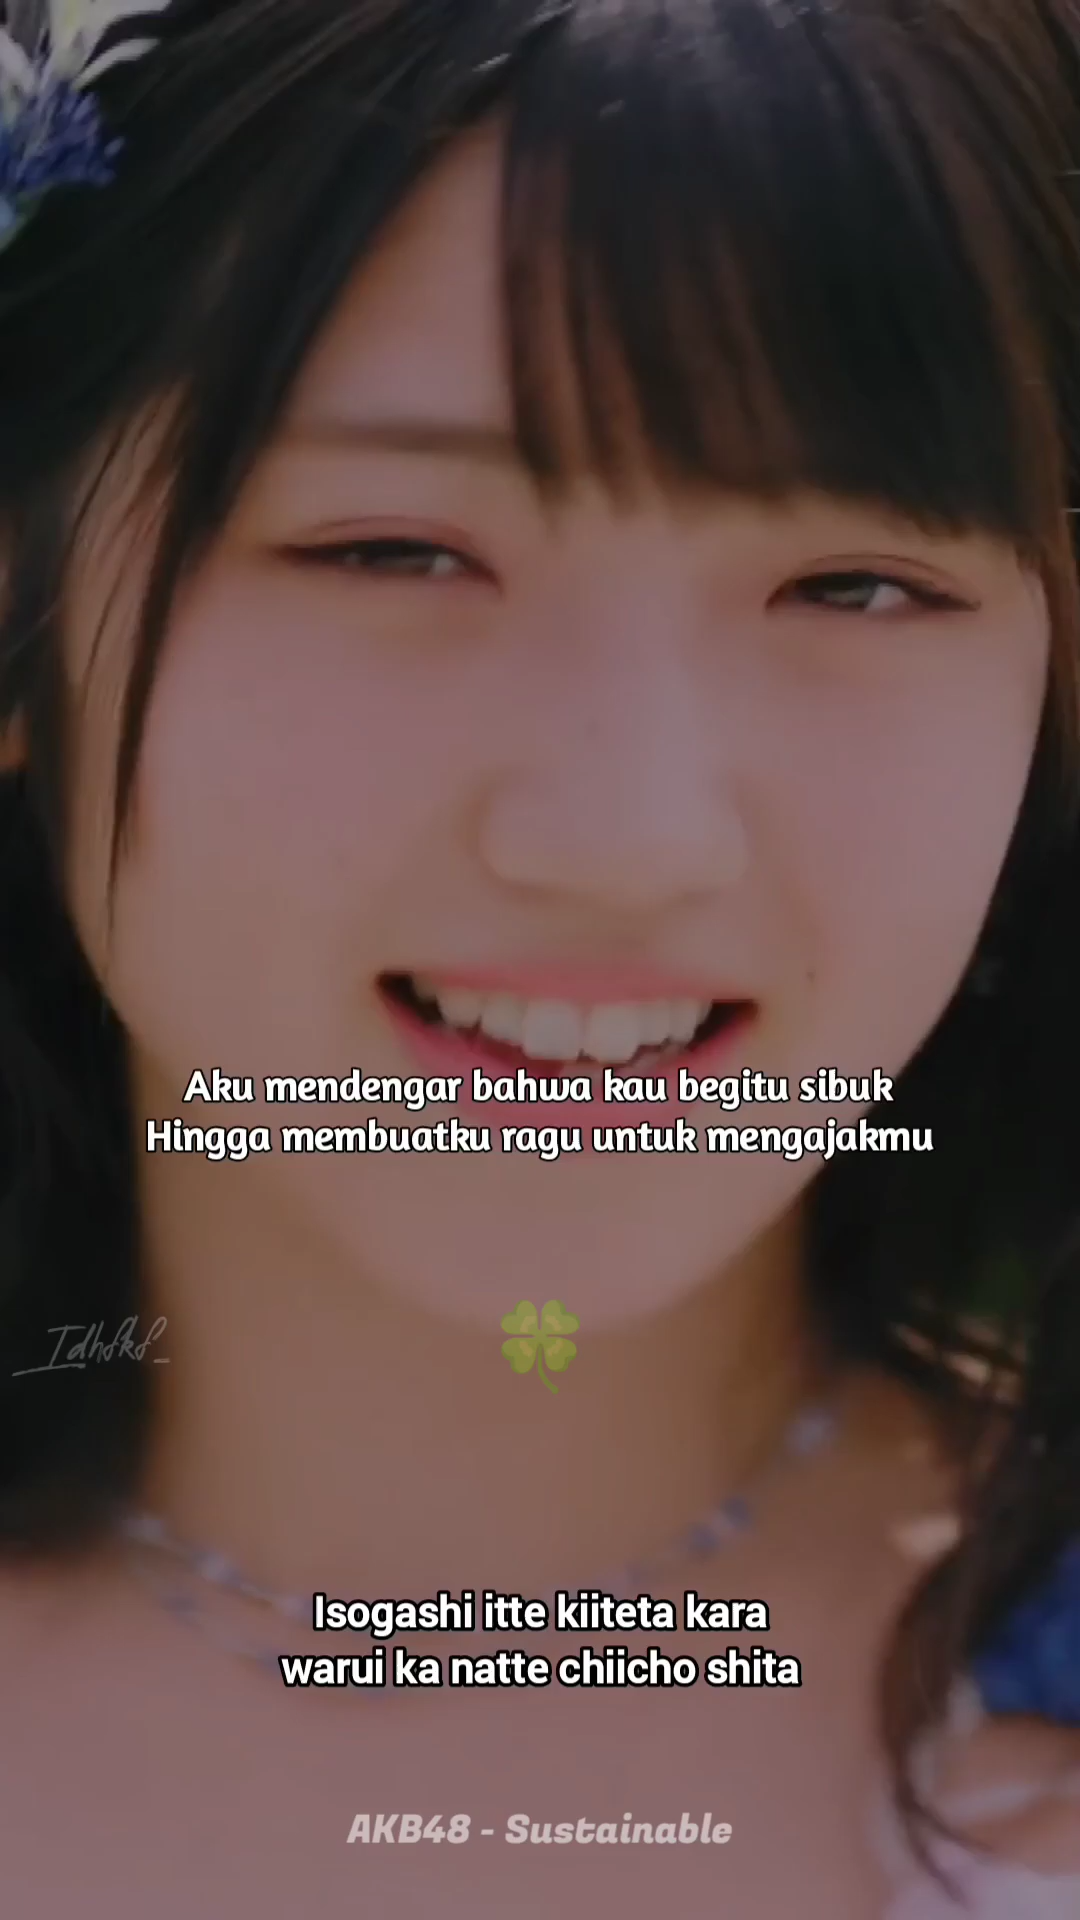 Aku mendengar bahwa kau begitu sibuk
Hingga membuatku ragu untuk mengajakmu
Idhfkf_
Isogashi itte kiiteta kara
warui ka natte chiicho shita
AKB48 - Sustainable